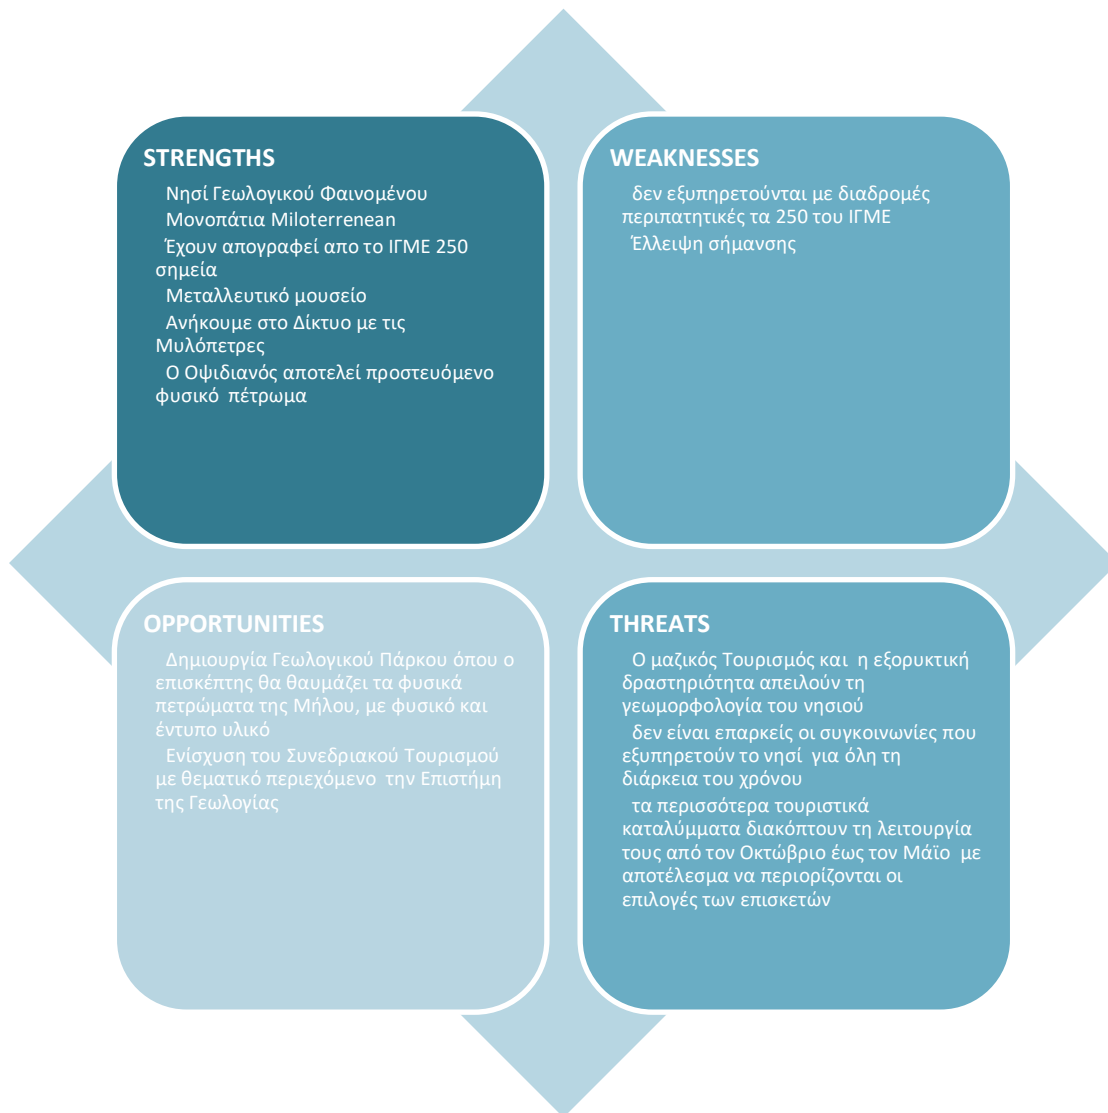 STRENGTHS
Νησί Γεωλογικού Φαινομένου
Μονοπάτια Miloterrenean
Έχουν απογραφεί απο το ΙΓΜΕ 250
σημεία
Μεταλλευτικό μουσείο
Ανήκουμε στο Δίκτυο με τις
Μυλόπετρες
Ο Οψιδιανός αποτελεί προστευόμενο
φυσικό πέτρωμα
WEAKNESSES
δεν εξυπηρετούνται με διαδρομές
περιπατητικές τα 250 του ΙΓΜΕ
Έλλειψη σήμανσης
OPPORTUNITIES
Δημιουργία Γεωλογικού Πάρκου όπου ο
επισκέπτης θα θαυμάζει τα φυσικά
πετρώματα της Μήλου, με φυσικό και
έντυπο υλικό
Ενίσχυση του Συνεδριακού Τουρισμού
με θεματικό περιεχόμενο την Επιστήμη
της Γεωλογίας
THREATS
Ο μαζικός Τουρισμός και η εξορυκτική
δραστηριότητα απειλούν τη
γεωμορφολογία του νησιού
δεν είναι επαρκείς οι συγκοινωνίες που
εξυπηρετούν το νησί για όλη τη
διάρκεια του χρόνου
τα περισσότερα τουριστικά
καταλύμματα διακόπτουν τη λειτουργία
τους από τον Οκτώβριο έως τον Μάϊο με
αποτέλεσμα να περιορίζονται οι
επιλογές των επισκετών